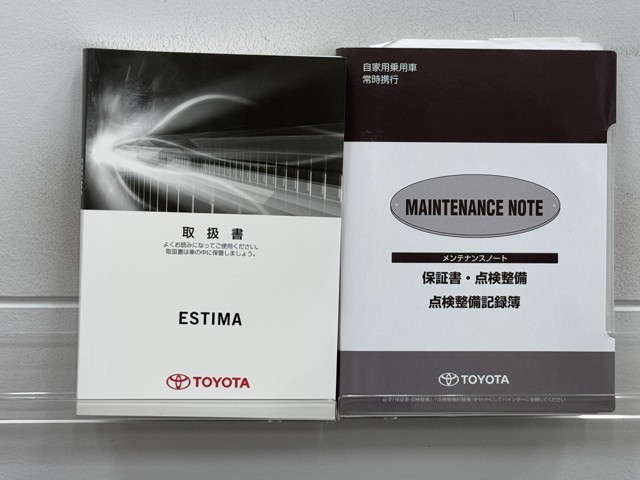 取扱書
よくお読みになってご使用ください。
取扱書は車の中に保管しましょう。
ESTIMA
TOYOTA
自家用乗用車
常時携行
MAINTENANCE NOTE
メンテナンスノート
保証書・点検整備
点検整備記録簿
TOYOTA